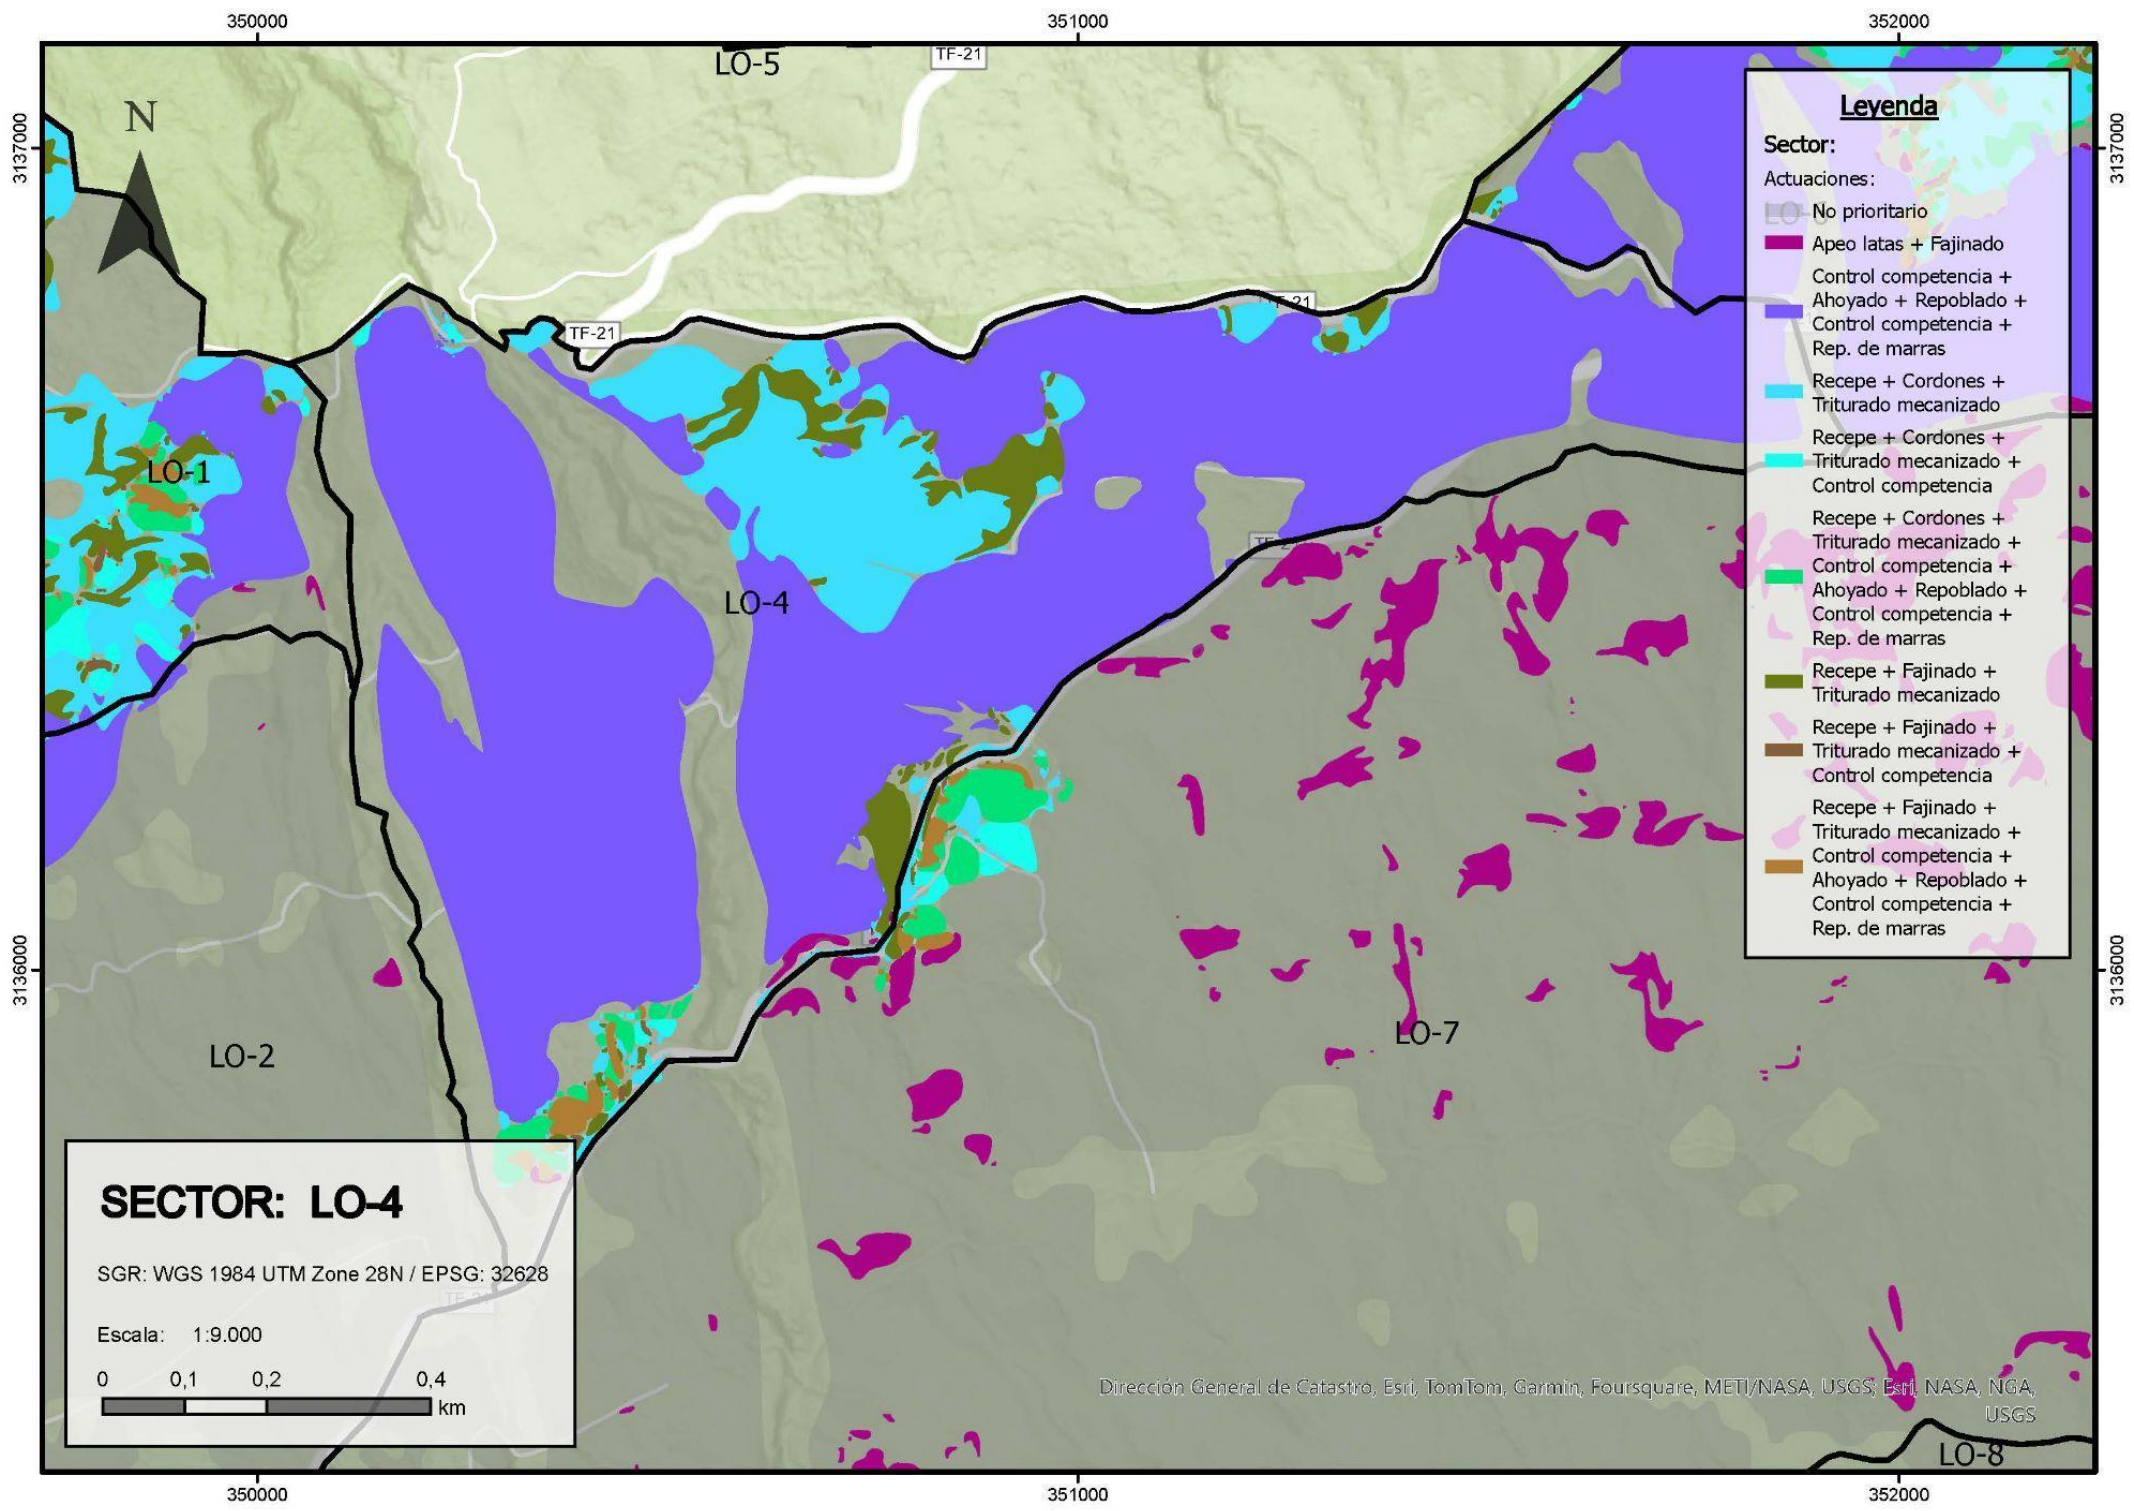 350000
351000
352000
LO-5
TF-21
N
3137000
3137000
TF-21
TF-21
LO-1
LO-4
LO-2
LO-7
LO-8
3136000
3136000
Leyenda
Sector:
Actuaciones:
No prioritario
Apeo latas + Fajinado
Control competencia +
Ahoyado + Repoblado +
Control competencia +
Rep. de marras
Recepe + Cordones +
Triturado mecanizado
Recepe + Cordones +
Triturado mecanizado +
Control competencia
Recepe + Cordones +
Triturado mecanizado +
Control competencia +
Ahoyado + Repoblado +
Control competencia +
Rep. de marras
Recepe + Fajinado +
Triturado mecanizado
Recepe + Fajinado +
Triturado mecanizado +
Control competencia
Recepe + Fajinado +
Triturado mecanizado +
Control competencia +
Ahoyado + Repoblado +
Control competencia +
Rep. de marras
SECTOR: LO-4
SGR: WGS 1984 UTM Zone 28N / EPSG: 32628
TF-21
Escala: 1:9.000
0 0,1 0,2 0,4
km
Dirección General de Catastro, Esri, TomTom, Garmin, Foursquare, METI/NASA, USGS; Esri, NASA, NGA,
USGS
350000
351000
352000